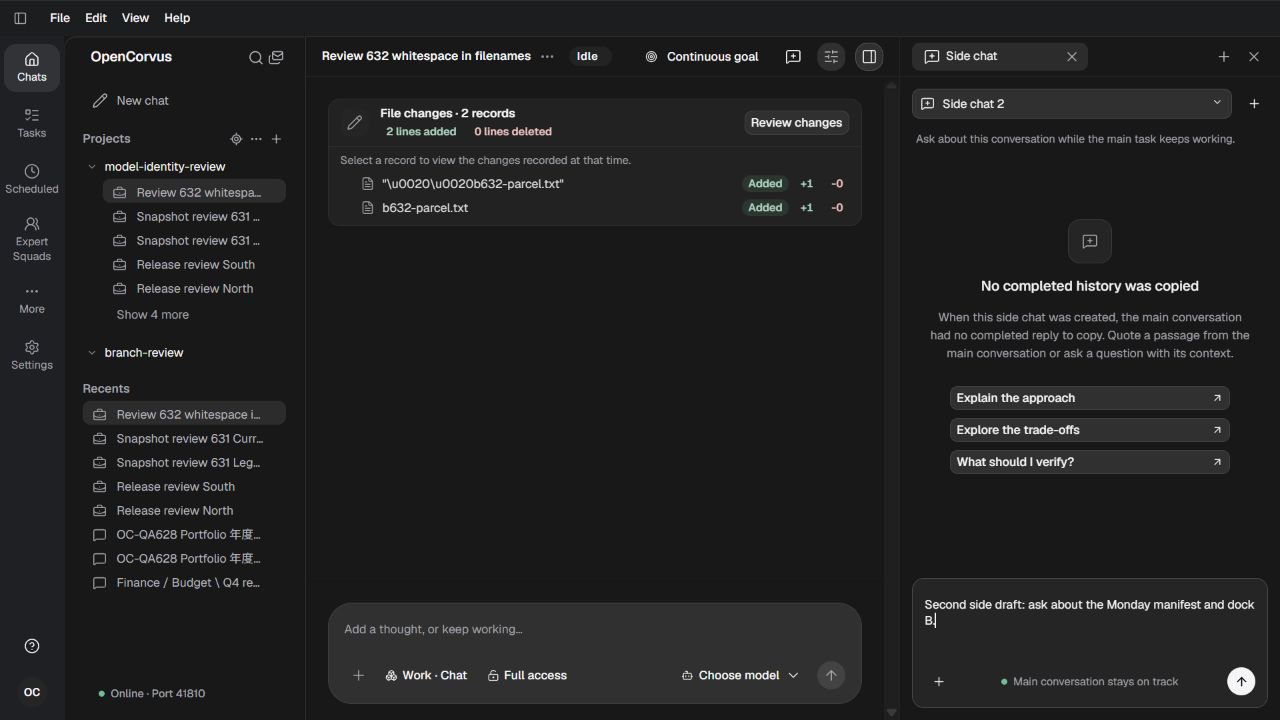 File Edit View Help
Chats
Tasks
Scheduled
Expert
Squads
More
Settings
OC
OpenCorvus
New chat
Projects
model-identity-review
Review 632 whitespa...
Snapshot review 631 ...
Snapshot review 631 ...
Release review South
Release review North
Show 4 more
branch-review
Recents
Review 632 whitespace i...
Snapshot review 631 Curr...
Snapshot review 631 Leg...
Release review South
Release review North
OC-QA628 Portfolio 年度...
OC-QA628 Portfolio 年度...
Finance / Budget \ Q4 re...
Online · Port 41810
Review 632 whitespace in filenames ··· Idle Continuous goal
File changes · 2 records
2 lines added 0 lines deleted
Review changes
Select a record to view the changes recorded at that time.
"\u0020\u0020b632-parcel.txt" Added +1 -0
b632-parcel.txt Added +1 -0
Add a thought, or keep working...
Work · Chat Full access Choose model
Side chat
Side chat 2
Ask about this conversation while the main task keeps working.
No completed history was copied
When this side chat was created, the main conversation
had no completed reply to copy. Quote a passage from the
main conversation or ask a question with its context.
Explain the approach
Explore the trade-offs
What should I verify?
Second side draft: ask about the Monday manifest and dock
B.
Main conversation stays on track